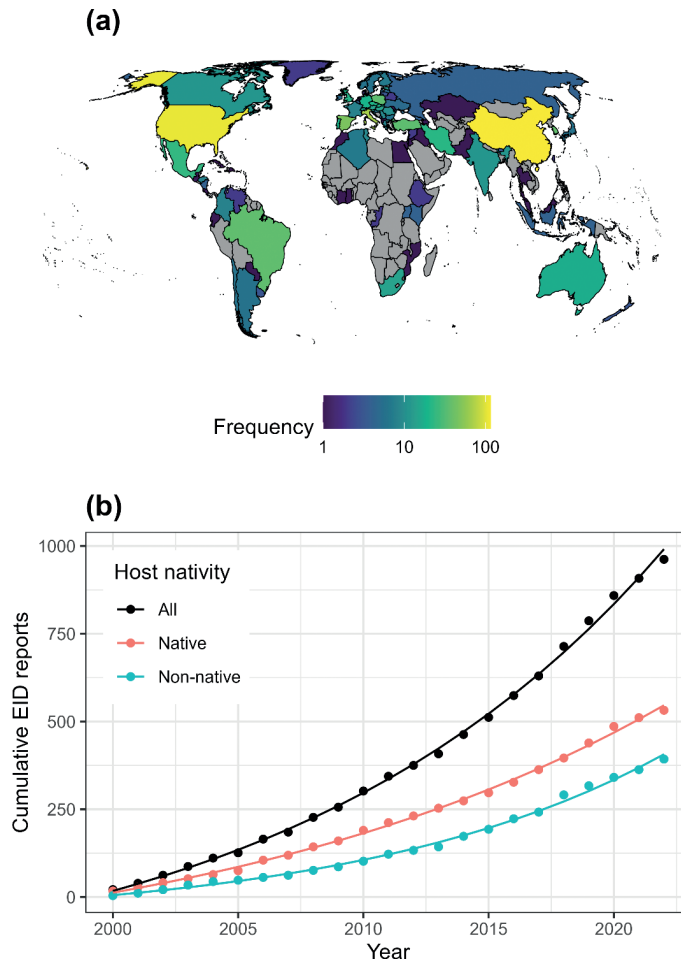 (a)
Frequency
1 10 100
(b)
Cumulative EID reports
1000
750
500
250
0
Host nativity
All
Native
Non-native
2000 2005 2010 2015 2020
Year